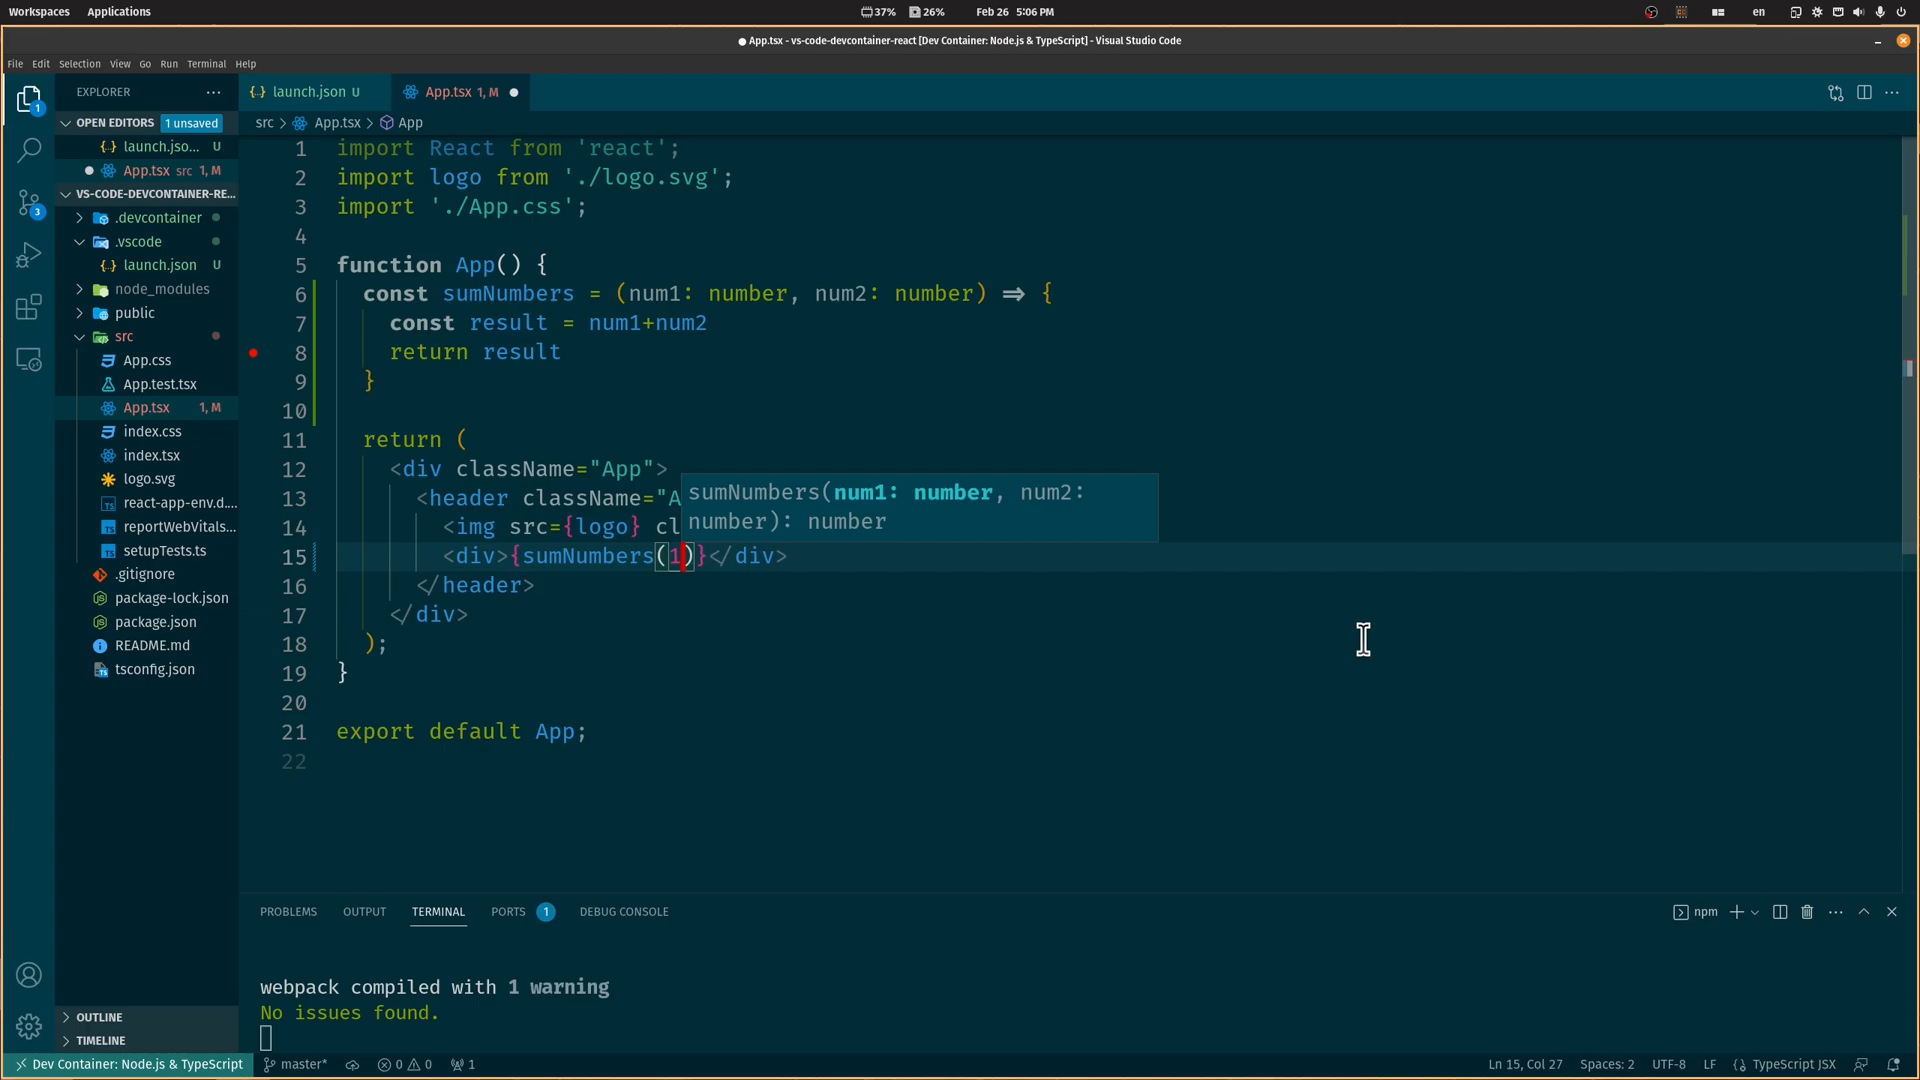 Workspaces Applications 37% 26% Feb 26 5:06 PM en
App.tsx - vs-code-devcontainer-react [Dev Container: Node.js & TypeScript] - Visual Studio Code
File Edit Selection View Go Run Terminal Help
EXPLORER
OPEN EDITORS 1 unsaved
launch.jso... U
App.tsx src 1, M
VS-CODE-DEVCONTAINER-RE...
.devcontainer
.vscode
launch.json U
node_modules
public
src
App.css
App.test.tsx
App.tsx 1, M
index.css
index.tsx
logo.svg
react-app-env.d....
reportWebVitals...
setupTests.ts
.gitignore
package-lock.json
package.json
README.md
tsconfig.json
OUTLINE
TIMELINE
1
3
launch.json U App.tsx 1, M
src > App.tsx > App
1 import React from 'react';
2 import logo from './logo.svg';
3 import './App.css';
4
5 function App() {
6 const sumNumbers = (num1: number, num2: number) => {
7 const result = num1+num2
8 return result
9 }
10
11 return (
12 <div className="App">
13 <header className="A
14 <img src={logo} cl
15 <div>{sumNumbers(1)}</div>
16 </header>
17 </div>
18 );
19 }
20
21 export default App;
22
sumNumbers(num1: number, num2:
number): number
PROBLEMS OUTPUT TERMINAL PORTS 1 DEBUG CONSOLE npm
webpack compiled with 1 warning
No issues found.
Dev Container: Node.js & TypeScript master* 0 0 1 Ln 15, Col 27 Spaces: 2 UTF-8 LF TypeScript JSX